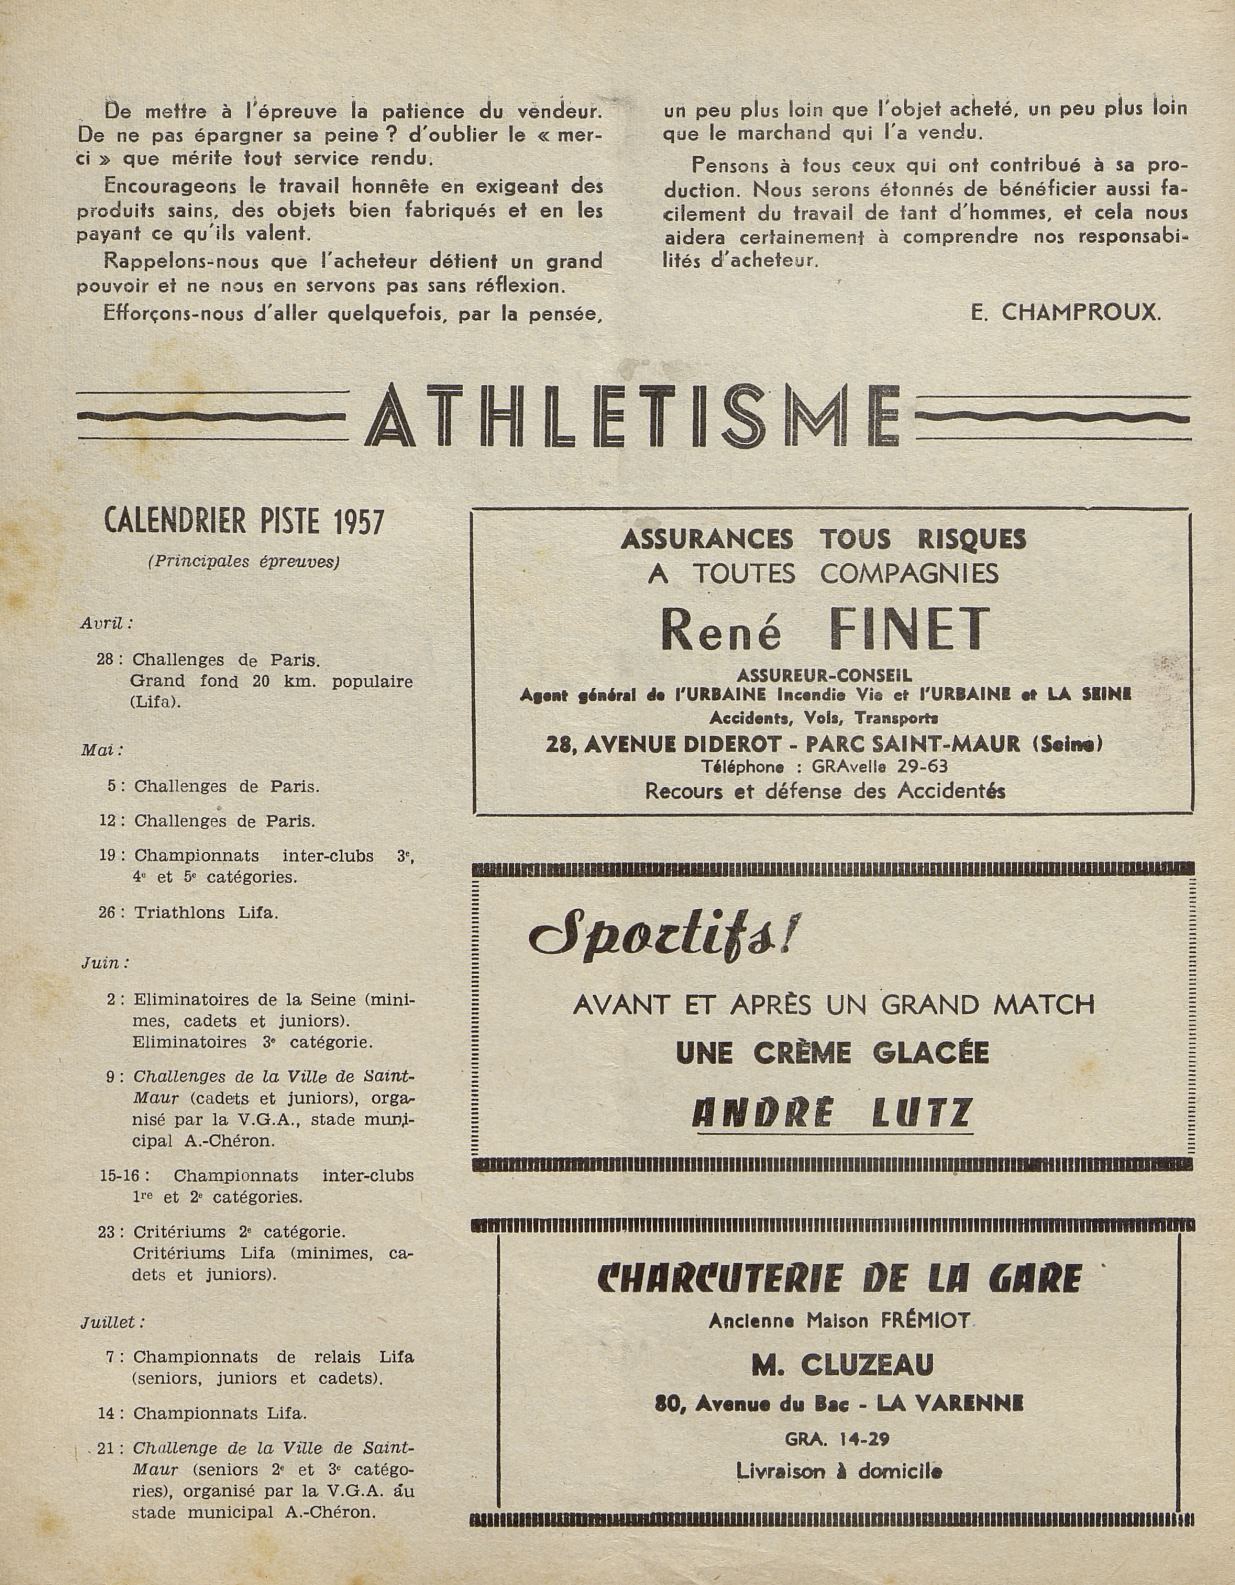 De mettre à l'épreuve la patience du vendeur.
De ne pas épargner sa peine ? d'oublier le « mer-
ci » que mérite tout service rendu.
Encourageons le travail honnête en exigeant des
produits sains, des objets bien fabriqués et en les
payant ce qu'ils valent.
Rappelons-nous que l'acheteur détient un grand
pouvoir et ne nous en servons pas sans réflexion.
Efforçons-nous d'aller quelquefois, par la pensée,
un peu plus loin que l'objet acheté, un peu plus loin
que le marchand qui l'a vendu.
Pensons à tous ceux qui ont contribué à sa pro-
duction. Nous serons étonnés de bénéficier aussi fa-
cilement du travail de tant d'hommes, et cela nous
aidera certainement à comprendre nos responsabi-
lités d'acheteur.
E. CHAMPROUX.
ATHLETISME
CALENDRIER PISTE 1957
(Principales épreuves)
Avril :
28 : Challenges de Paris.
Grand fond 20 km. populaire
(Lifa).
Mai :
5 : Challenges de Paris.
12 : Challenges de Paris.
19 : Championnats inter-clubs 3e,
4e et 5e catégories.
26 : Triathlons Lifa.
Juin :
2 : Eliminatoires de la Seine (mini-
mes, cadets et juniors).
Eliminatoires 3e catégorie.
9 : Challenges de la Ville de Saint-
Maur (cadets et juniors), orga-
nisé par la V.G.A., stade muni-
cipal A.-Chéron.
15-16 : Championnats inter-clubs
1re et 2e catégories.
23 : Critériums 2e catégorie.
Critériums Lifa (minimes, ca-
dets et juniors).
Juillet :
7 : Championnats de relais Lifa
(seniors, juniors et cadets).
14 : Championnats Lifa.
21 : Challenge de la Ville de Saint-
Maur (seniors 2e et 3e catégo-
ries), organisé par la V.G.A. au
stade municipal A.-Chéron.
ASSURANCES TOUS RISQUES
A TOUTES COMPAGNIES
René FINET
ASSUREUR-CONSEIL
Agent général de l'URBAINE Incendie Vie et l'URBAINE et LA SEINE
Accidents, Vols, Transports
28, AVENUE DIDEROT - PARC SAINT-MAUR (Seine)
Téléphone : GRAvelle 29-63
Recours et défense des Accidentés
Sportifs!
AVANT ET APRÈS UN GRAND MATCH
UNE CRÈME GLACÉE
ANDRÉ LUTZ
CHARCUTERIE DE LA GARE
Ancienne Maison FRÉMIOT
M. CLUZEAU
80, Avenue du Bac - LA VARENNE
GRA. 14-29
Livraison à domicile